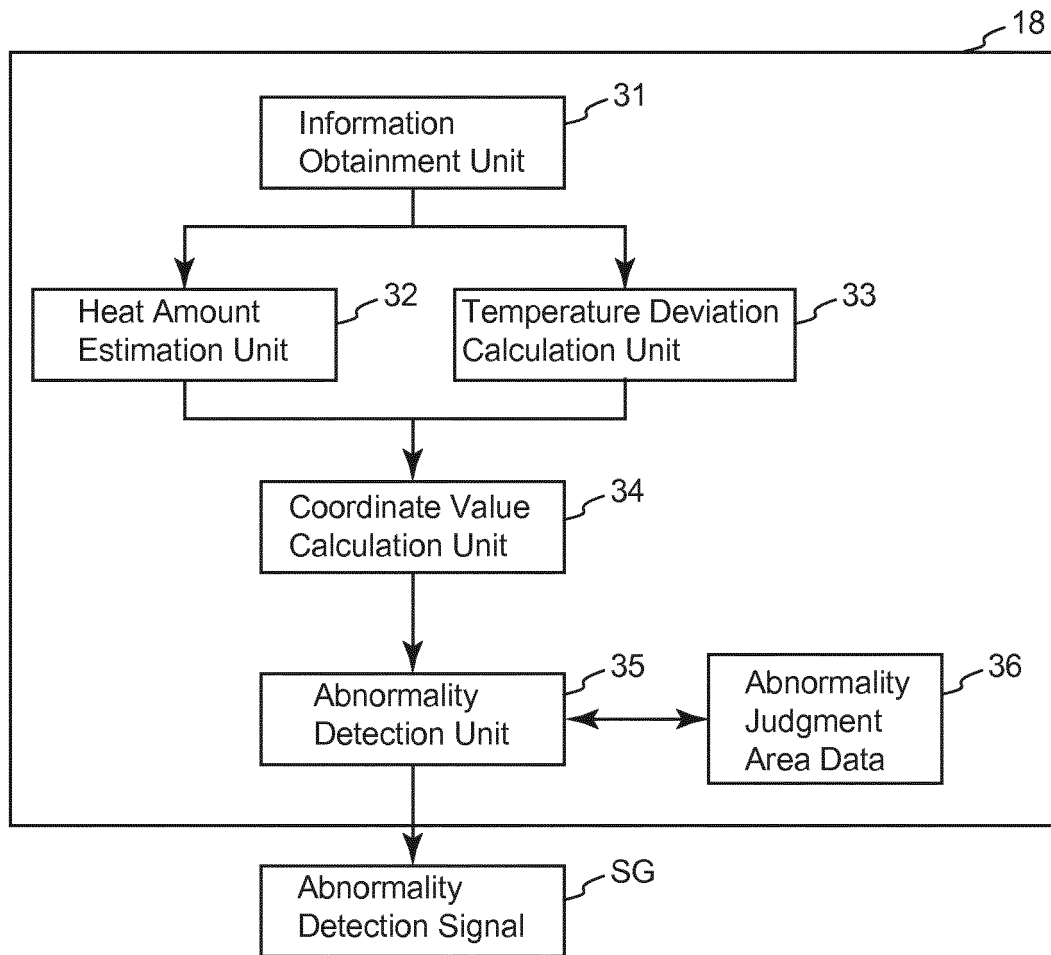 18
31
Information
Obtainment Unit
32
Heat Amount
Estimation Unit
33
Temperature Deviation
Calculation Unit
34
Coordinate Value
Calculation Unit
35
Abnormality
Detection Unit
36
Abnormality
Judgment
Area Data
SG
Abnormality
Detection Signal